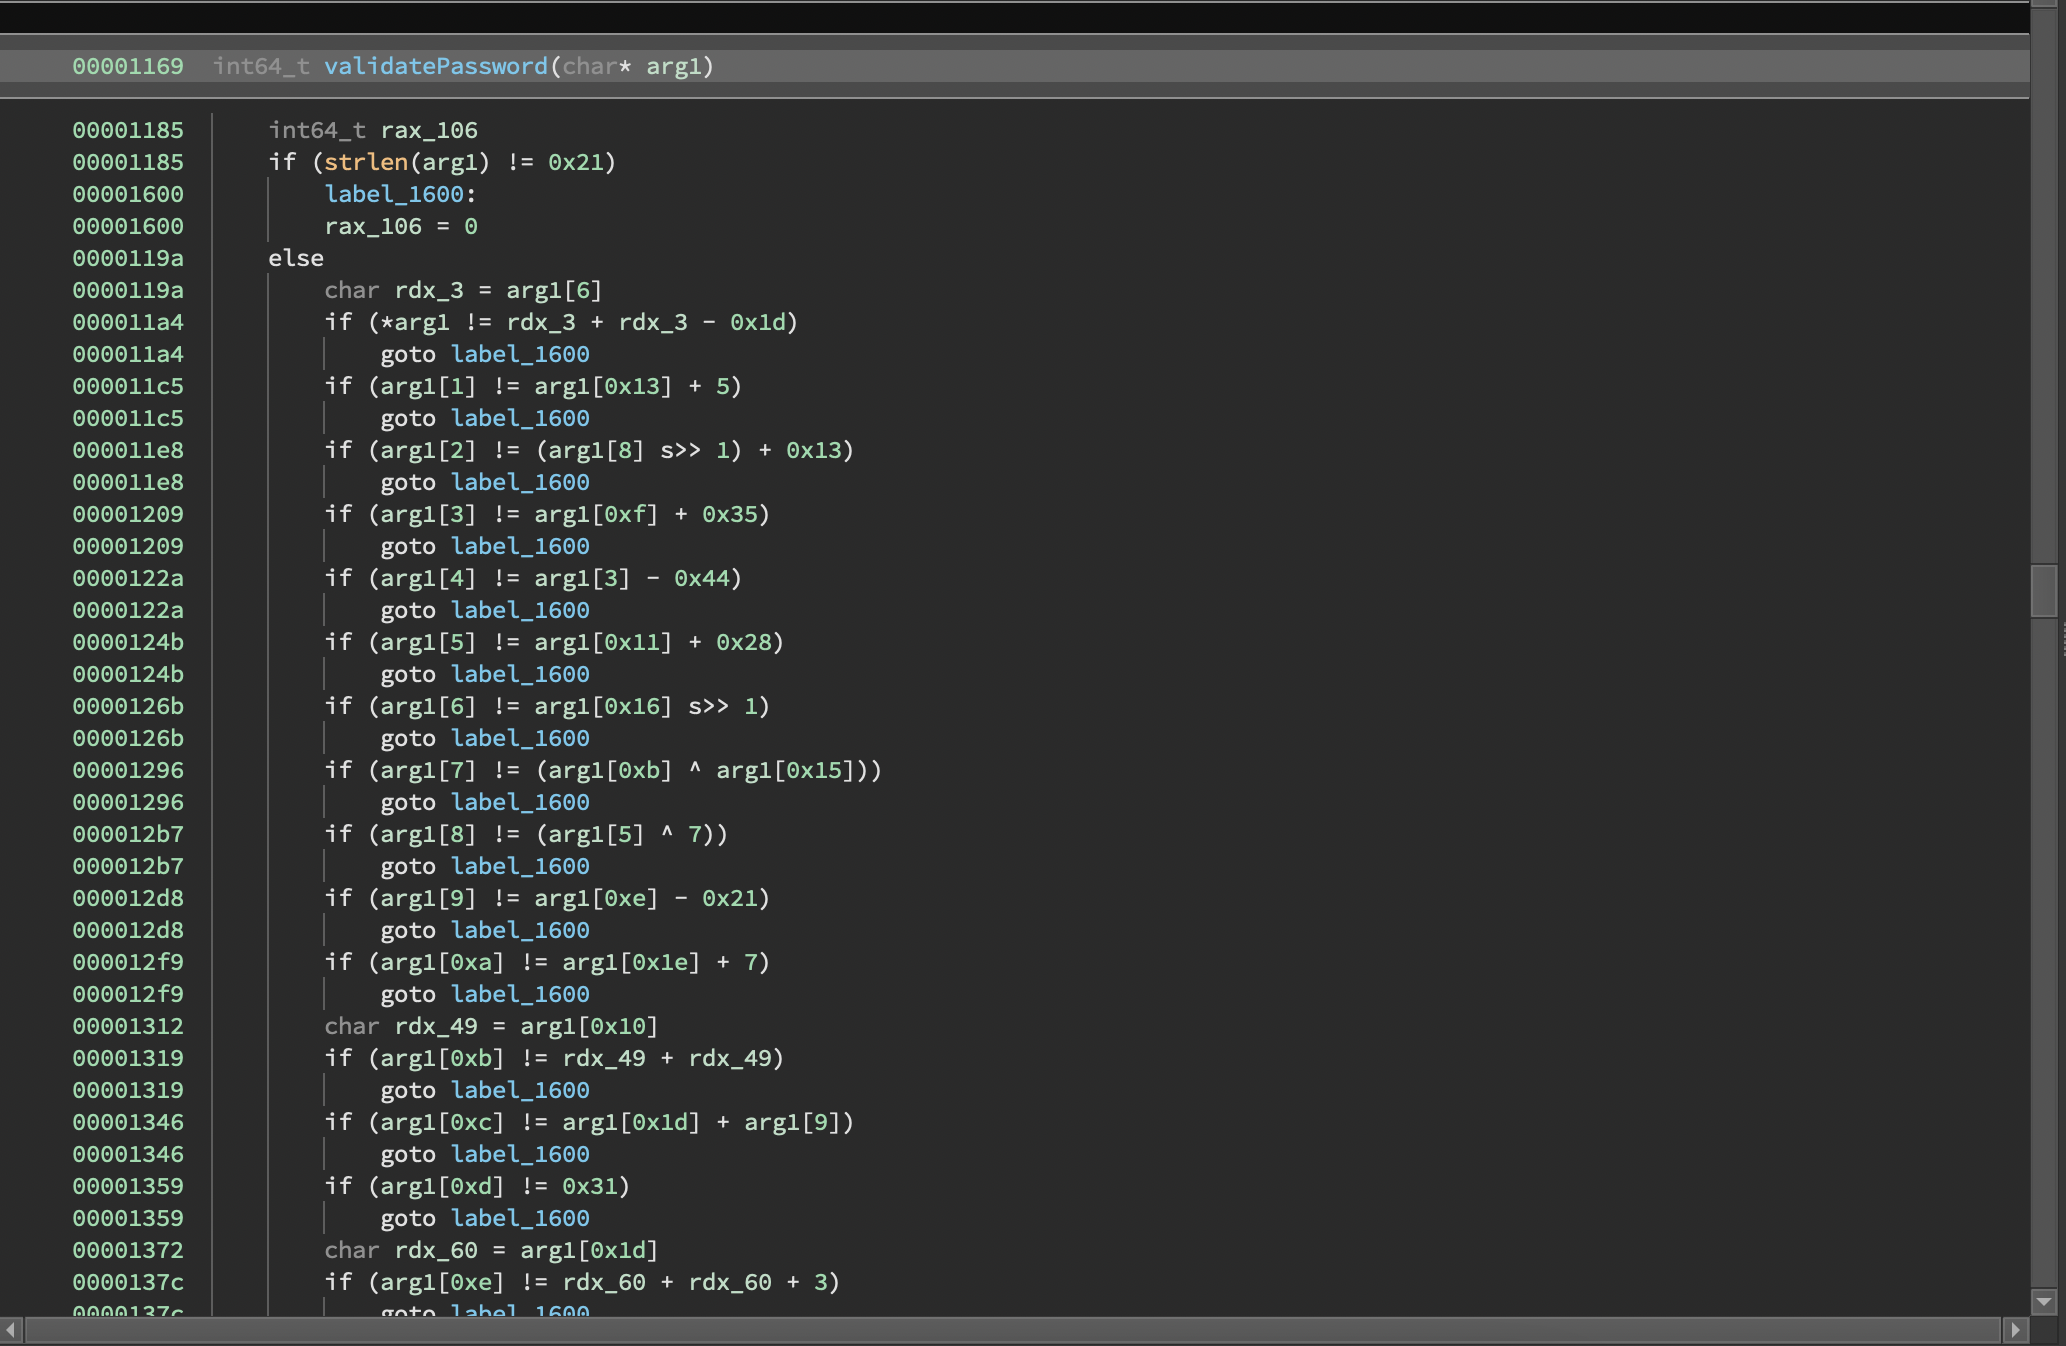 00001169 int64_t validatePassword(char* arg1)
00001185 int64_t rax_106
00001185 if (strlen(arg1) != 0x21)
00001600 label_1600:
00001600 rax_106 = 0
0000119a else
0000119a char rdx_3 = arg1[6]
000011a4 if (*arg1 != rdx_3 + rdx_3 - 0x1d)
000011a4 goto label_1600
000011c5 if (arg1[1] != arg1[0x13] + 5)
000011c5 goto label_1600
000011e8 if (arg1[2] != (arg1[8] s>> 1) + 0x13)
000011e8 goto label_1600
00001209 if (arg1[3] != arg1[0xf] + 0x35)
00001209 goto label_1600
0000122a if (arg1[4] != arg1[3] - 0x44)
0000122a goto label_1600
0000124b if (arg1[5] != arg1[0x11] + 0x28)
0000124b goto label_1600
0000126b if (arg1[6] != arg1[0x16] s>> 1)
0000126b goto label_1600
00001296 if (arg1[7] != (arg1[0xb] ^ arg1[0x15]))
00001296 goto label_1600
000012b7 if (arg1[8] != (arg1[5] ^ 7))
000012b7 goto label_1600
000012d8 if (arg1[9] != arg1[0xe] - 0x21)
000012d8 goto label_1600
000012f9 if (arg1[0xa] != arg1[0x1e] + 7)
000012f9 goto label_1600
00001312 char rdx_49 = arg1[0x10]
00001319 if (arg1[0xb] != rdx_49 + rdx_49)
00001319 goto label_1600
00001346 if (arg1[0xc] != arg1[0x1d] + arg1[9])
00001346 goto label_1600
00001359 if (arg1[0xd] != 0x31)
00001359 goto label_1600
00001372 char rdx_60 = arg1[0x1d]
0000137c if (arg1[0xe] != rdx_60 + rdx_60 + 3)
0000137c goto label_1600